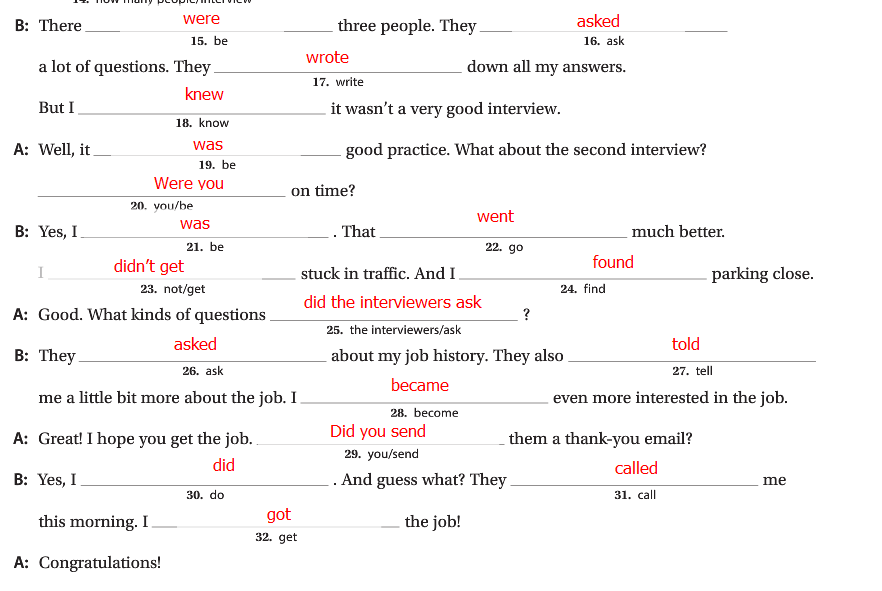 14. how many people/interview
B: There were three people. They asked
15. be 16. ask
a lot of questions. They wrote down all my answers.
17. write
But I knew it wasn't a very good interview.
18. know
A: Well, it was good practice. What about the second interview?
19. be
Were you on time?
20. you/be
B: Yes, I was . That went much better.
21. be 22. go
I didn't get stuck in traffic. And I found parking close.
23. not/get 24. find
A: Good. What kinds of questions did the interviewers ask ?
25. the interviewers/ask
B: They asked about my job history. They also told
26. ask 27. tell
me a little bit more about the job. I became even more interested in the job.
28. become
A: Great! I hope you get the job. Did you send them a thank-you email?
29. you/send
B: Yes, I did . And guess what? They called me
30. do 31. call
this morning. I got the job!
32. get
A: Congratulations!